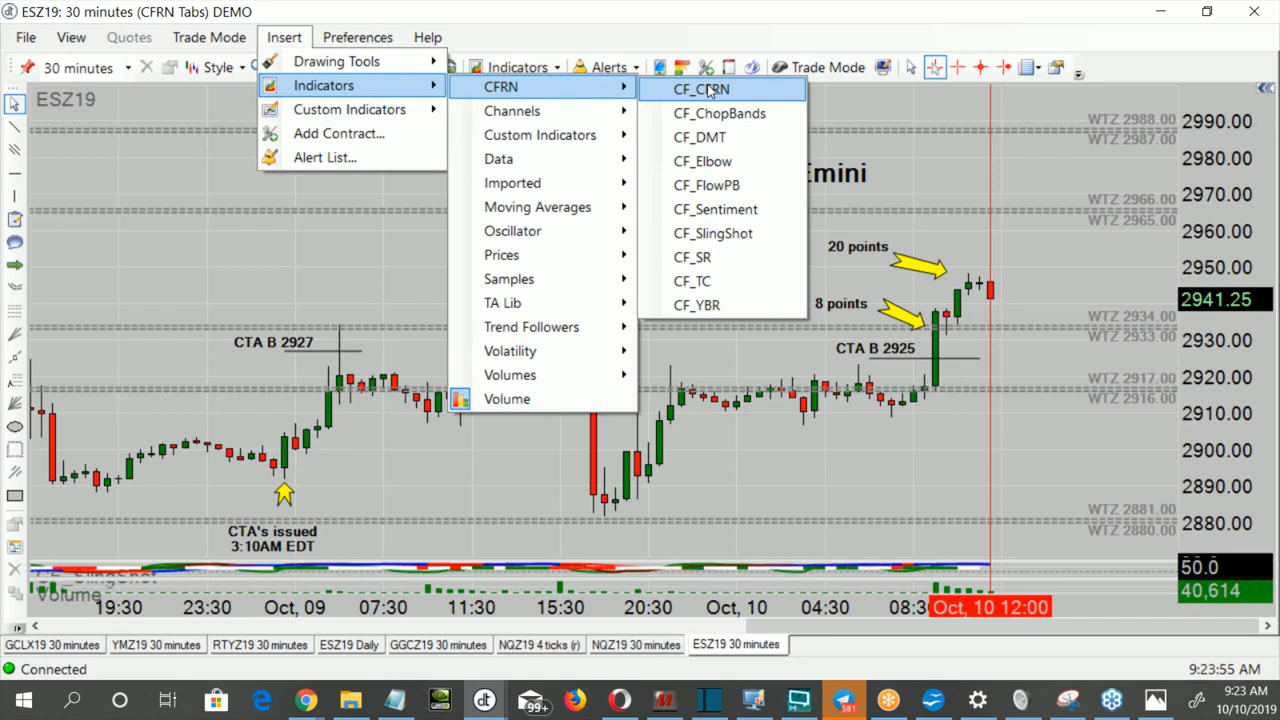 ESZ19: 30 minutes (CFRN Tabs) DEMO
File View Quotes Trade Mode Insert Preferences Help
30 minutes Style Indicators Alerts Trade Mode
Drawing Tools
Indicators
Custom Indicators
Add Contract...
Alert List...
CFRN
Channels
Custom Indicators
Data
Imported
Moving Averages
Oscillator
Prices
Samples
TA Lib
Trend Followers
Volatility
Volumes
Volume
CF_CFRN
CF_ChopBands
CF_DMT
CF_Elbow
CF_FlowPB
CF_Sentiment
CF_SlingShot
CF_SR
CF_TC
CF_YBR
ESZ19
Emini
20 points
8 points
CTA B 2927
CTA B 2925
CTA's issued
3:10AM EDT
WTZ 2988.00
WTZ 2987.00
WTZ 2966.00
WTZ 2965.00
WTZ 2934.00
WTZ 2933.00
WTZ 2917.00
WTZ 2916.00
WTZ 2881.00
WTZ 2880.00
2990.00
2980.00
2970.00
2960.00
2950.00
2941.25
2930.00
2920.00
2910.00
2900.00
2890.00
2880.00
50.0
40,614
CF_SlingShot
Volume
19:30 23:30 Oct, 09 07:30 11:30 15:30 20:30 Oct, 10 04:30 08:30 Oct, 10 12:00
GCLX19 30 minutes YMZ19 30 minutes RTYZ19 30 minutes ESZ19 Daily GGCZ19 30 minutes NQZ19 4 ticks (r) NQZ19 30 minutes ESZ19 30 minutes
Connected 9:23:55 AM
99+ 581 9:23 AM
10/10/2019